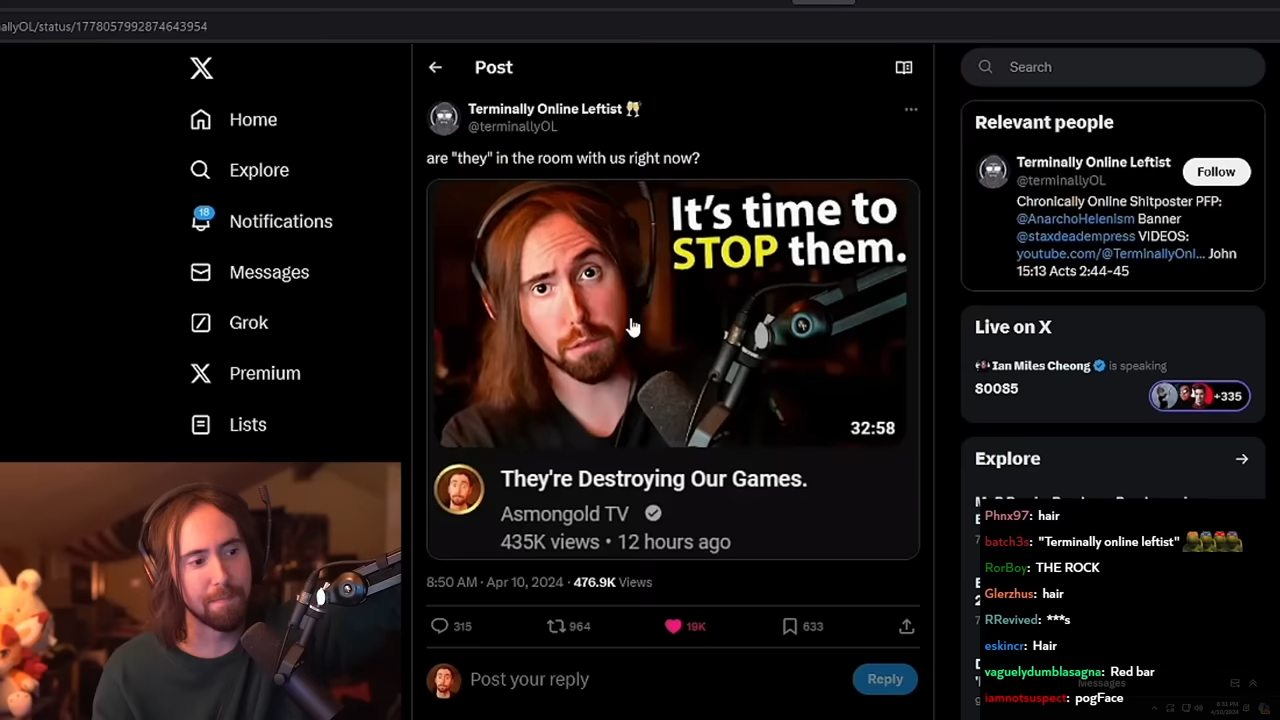 allyOL/status/1778057992874643954
X
Home
Explore
18
Notifications
Messages
Grok
Premium
Lists
Post
Terminally Online Leftist 🥂
@terminallyOL
are "they" in the room with us right now?
It's time to
STOP them.
32:58
They're Destroying Our Games.
Asmongold TV
435K views • 12 hours ago
8:50 AM · Apr 10, 2024 · 476.9K Views
315
964
19K
633
Post your reply
Reply
Search
Relevant people
Terminally Online Leftist
@terminallyOL
Follow
Chronically Online Shitposter PFP:
@AnarchoHelenism Banner
@staxdeadempress VIDEOS:
youtube.com/@TerminallyOnl... John
15:13 Acts 2:44-45
Live on X
Ian Miles Cheong is speaking
80085
+335
Explore
Phnx97: hair
batch3s: "Terminally online leftist"
RorBoy: THE ROCK
Glerzhus: hair
RRevived: ***s
eskincr: Hair
vaguelydumblasagna: Red bar
Messages
iamnotsuspect: pogFace